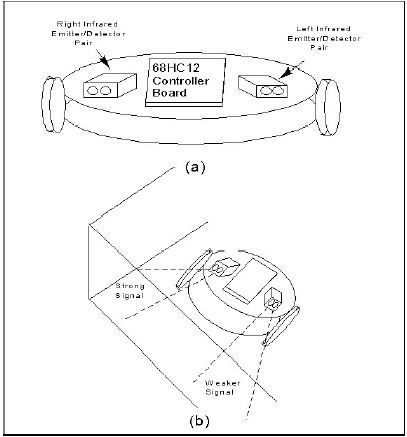 Right Infrared
Emitter/Detector
Pair
Left Infrared
Emitter/Detector
Pair
68HC12
Controller
Board
(a)
Strong
Signal
Weaker
Signal
(b)